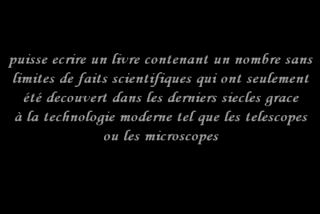 puisse ecrire un livre contenant un nombre sans
limites de faits scientifiques qui ont seulement
été decouvert dans les derniers siecles grace
à la technologie moderne tel que les telescopes
ou les microscopes